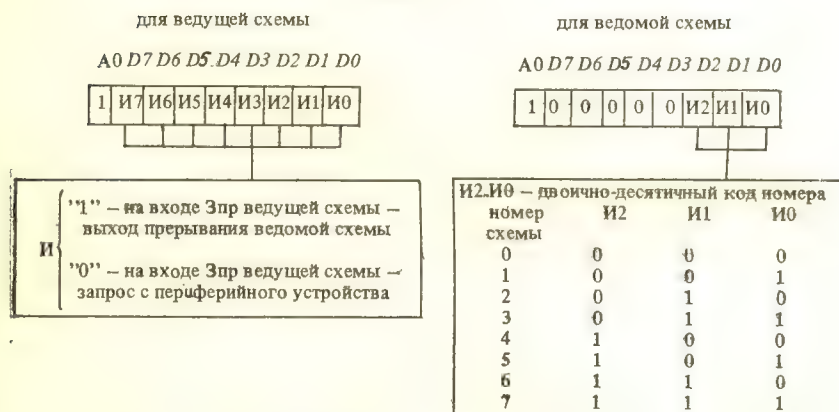 для ведущей схемы
A0 D7 D6 D5 D4 D3 D2 D1 D0
1 И7 И6 И5 И4 И3 И2 И1 И0
И
"1" – на входе Зпр ведущей схемы –
выход прерывания ведомой схемы
"0" – на входе Зпр ведущей схемы –
запрос с периферийного устройства
для ведомой схемы
A0 D7 D6 D5 D4 D3 D2 D1 D0
1 0 0 0 0 0 И2 И1 И0
И2..И0 – двоично-десятичный код номера
номер И2 И1 И0
схемы
0 0 0 0
1 0 0 1
2 0 1 0
3 0 1 1
4 1 0 0
5 1 0 1
6 1 1 0
7 1 1 1